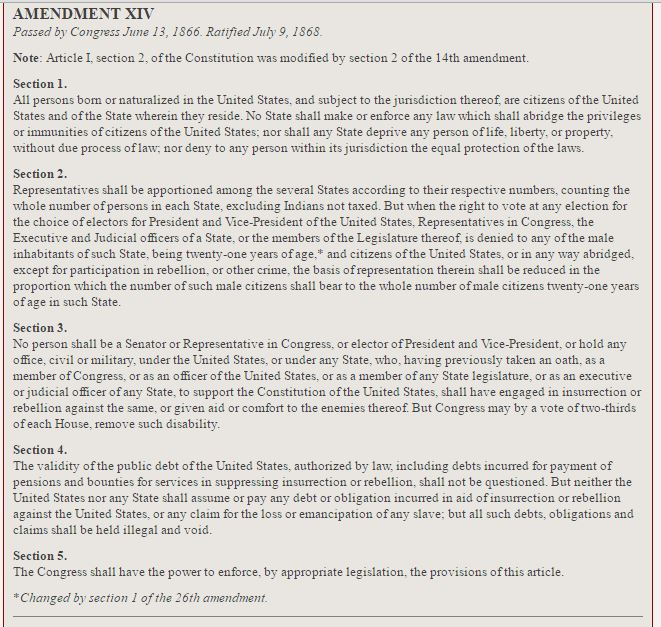 AMENDMENT XIV
Passed by Congress June 13, 1866. Ratified July 9, 1868.
Note: Article I, section 2, of the Constitution was modified by section 2 of the 14th amendment.
Section 1.
All persons born or naturalized in the United States, and subject to the jurisdiction thereof, are citizens of the United
States and of the State wherein they reside. No State shall make or enforce any law which shall abridge the privileges
or immunities of citizens of the United States; nor shall any State deprive any person of life, liberty, or property,
without due process of law; nor deny to any person within its jurisdiction the equal protection of the laws.
Section 2.
Representatives shall be apportioned among the several States according to their respective numbers, counting the
whole number of persons in each State, excluding Indians not taxed. But when the right to vote at any election for
the choice of electors for President and Vice-President of the United States, Representatives in Congress, the
Executive and Judicial officers of a State, or the members of the Legislature thereof, is denied to any of the male
inhabitants of such State, being twenty-one years of age,* and citizens of the United States, or in any way abridged,
except for participation in rebellion, or other crime, the basis of representation therein shall be reduced in the
proportion which the number of such male citizens shall bear to the whole number of male citizens twenty-one years
of age in such State.
Section 3.
No person shall be a Senator or Representative in Congress, or elector of President and Vice-President, or hold any
office, civil or military, under the United States, or under any State, who, having previously taken an oath, as a
member of Congress, or as an officer of the United States, or as a member of any State legislature, or as an executive
or judicial officer of any State, to support the Constitution of the United States, shall have engaged in insurrection or
rebellion against the same, or given aid or comfort to the enemies thereof. But Congress may by a vote of two-thirds
of each House, remove such disability.
Section 4.
The validity of the public debt of the United States, authorized by law, including debts incurred for payment of
pensions and bounties for services in suppressing insurrection or rebellion, shall not be questioned. But neither the
United States nor any State shall assume or pay any debt or obligation incurred in aid of insurrection or rebellion
against the United States, or any claim for the loss or emancipation of any slave; but all such debts, obligations and
claims shall be held illegal and void.
Section 5.
The Congress shall have the power to enforce, by appropriate legislation, the provisions of this article.
*Changed by section 1 of the 26th amendment.